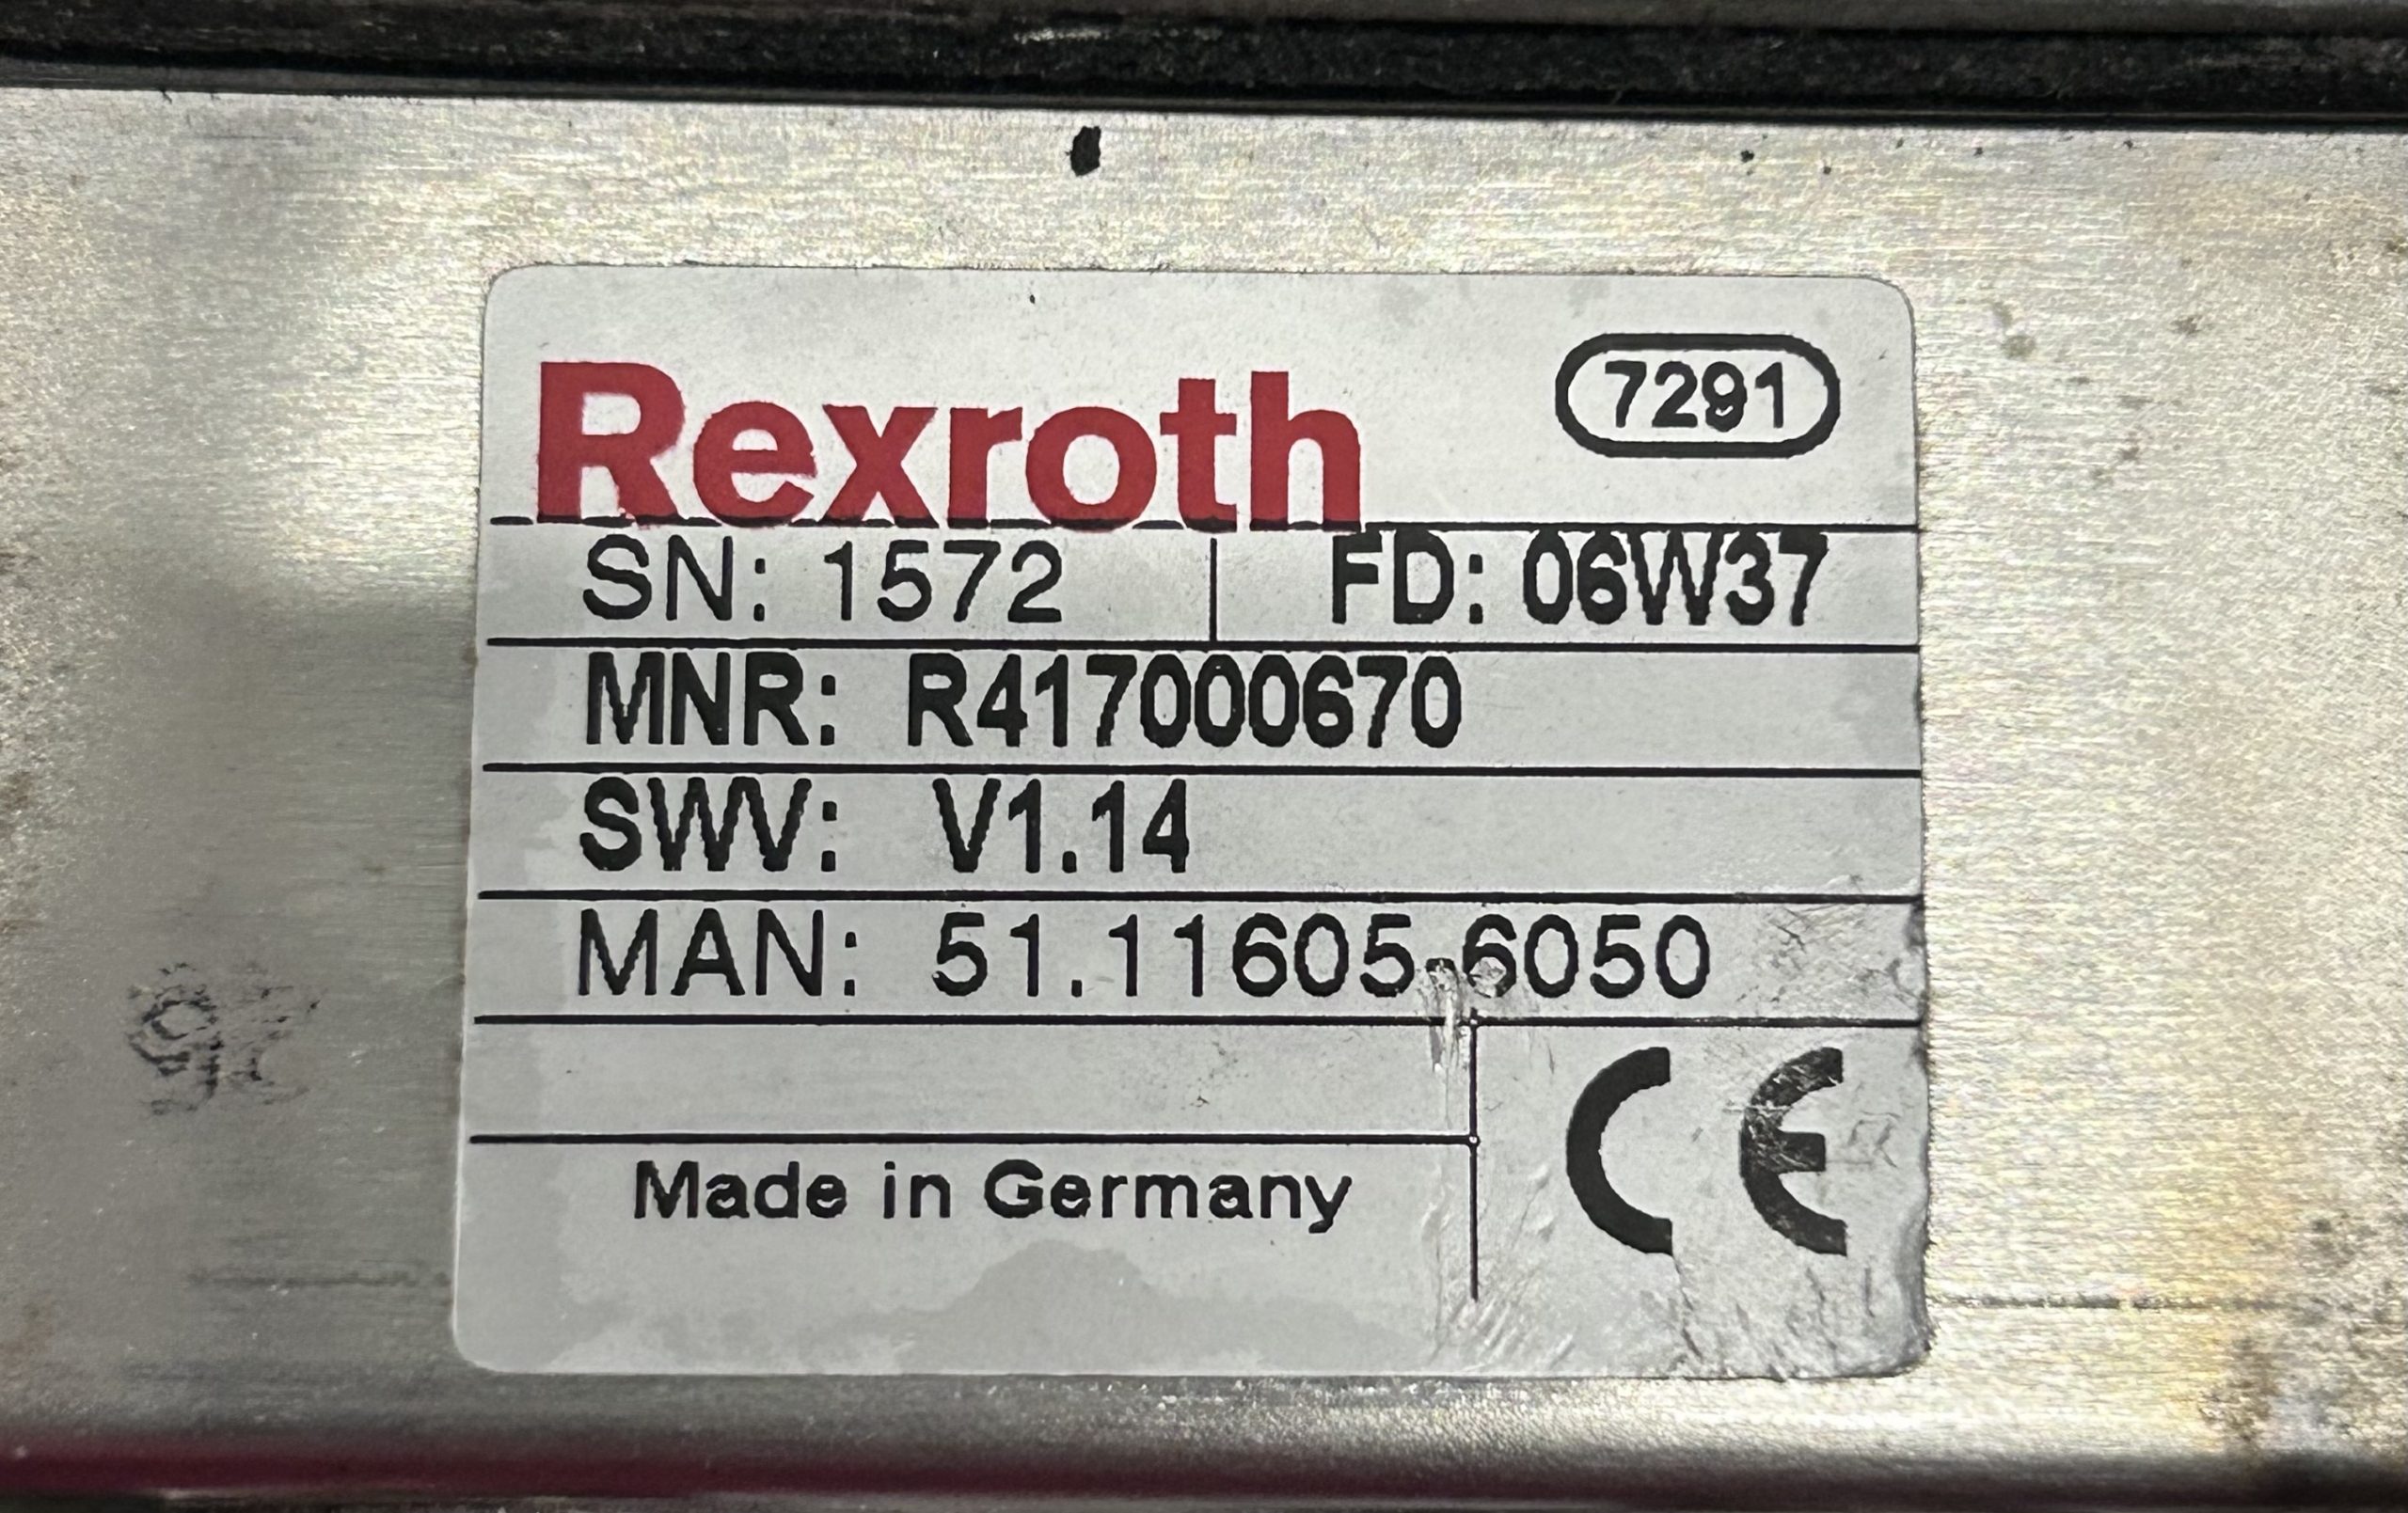 Rexroth 7291
SN: 1572 FD: 06W37
MNR: R417000670
SWV: V1.14
MAN: 51.11605-6050
Made in Germany CE